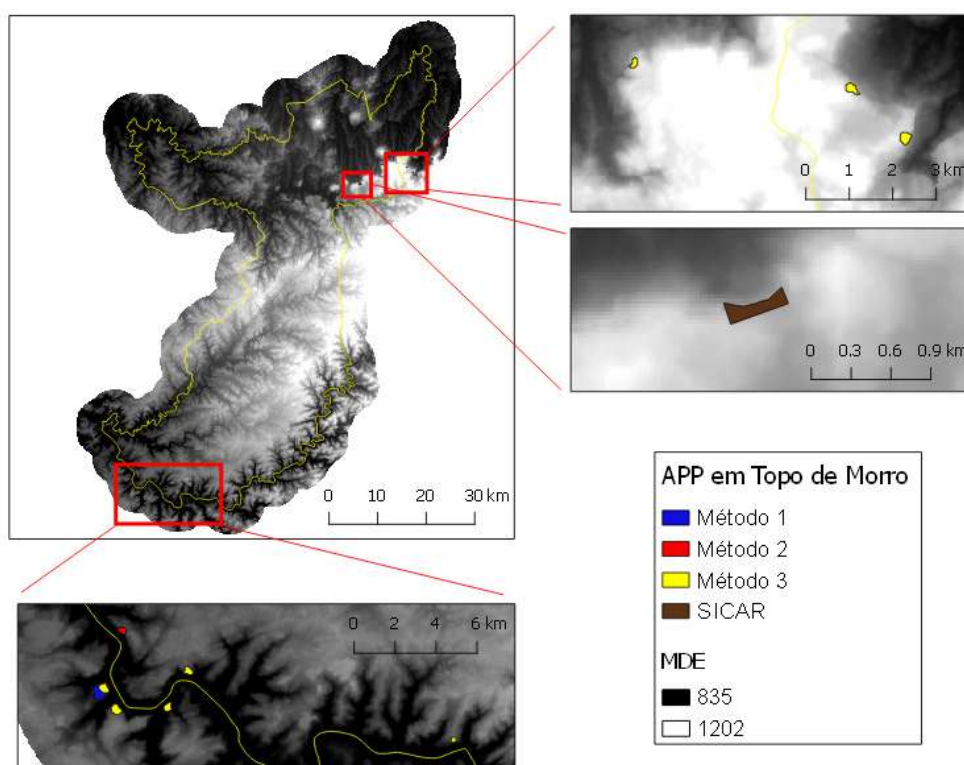 0 1 2 3 km
0 0.3 0.6 0.9 km
0 10 20 30 km
APP em Topo de Morro
Método 1
Método 2
Método 3
SICAR
MDE
835
1202
0 2 4 6 km